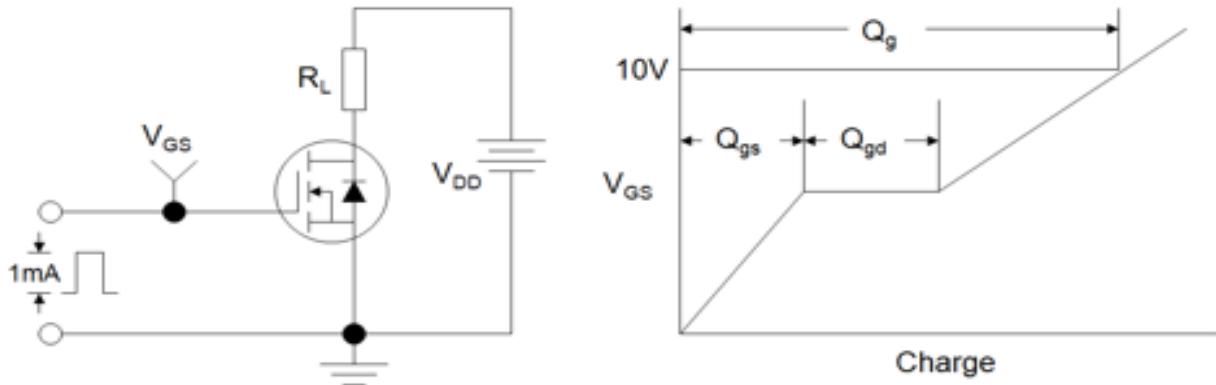 R_L
V_GS
V_DD
1mA
Q_g
10V
Q_gs
Q_gd
V_GS
Charge